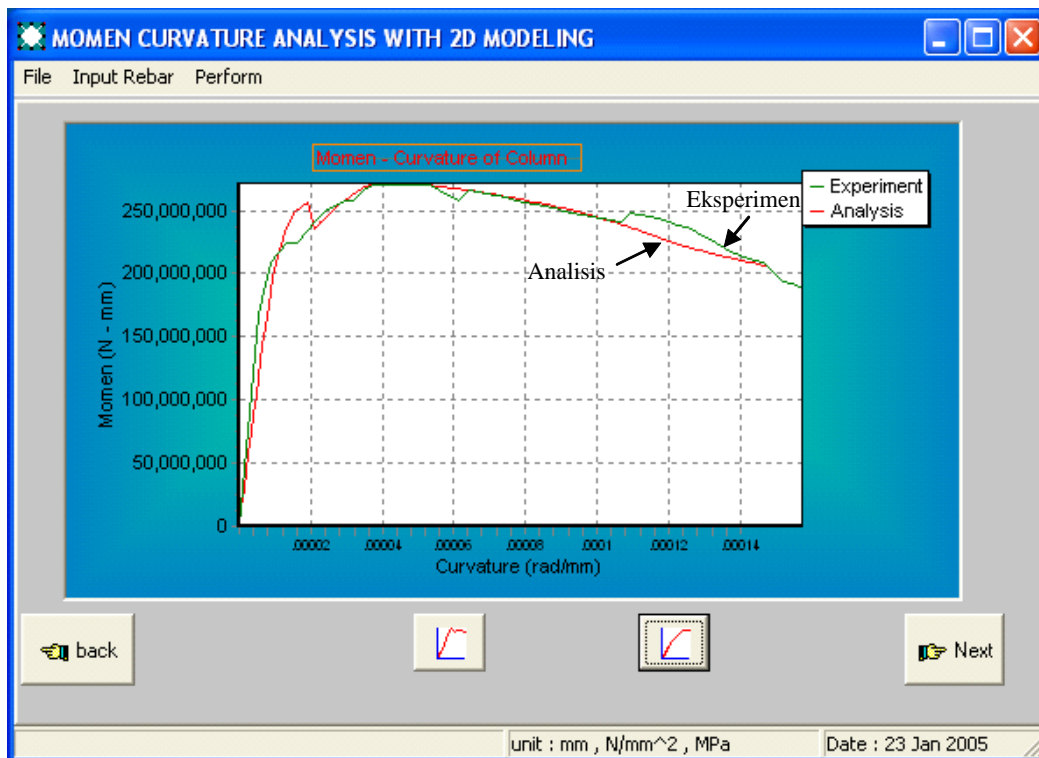 MOMEN CURVATURE ANALYSIS WITH 2D MODELING
File Input Rebar Perform
Momen - Curvature of Column
Experiment
Analysis
Eksperimen
Analisis
Momen (N - mm)
250,000,000
200,000,000
150,000,000
100,000,000
50,000,000
0
.00002 .00004 .00006 .00008 .0001 .00012 .00014
Curvature (rad/mm)
back
Next
unit : mm , N/mm^2 , MPa
Date : 23 Jan 2005